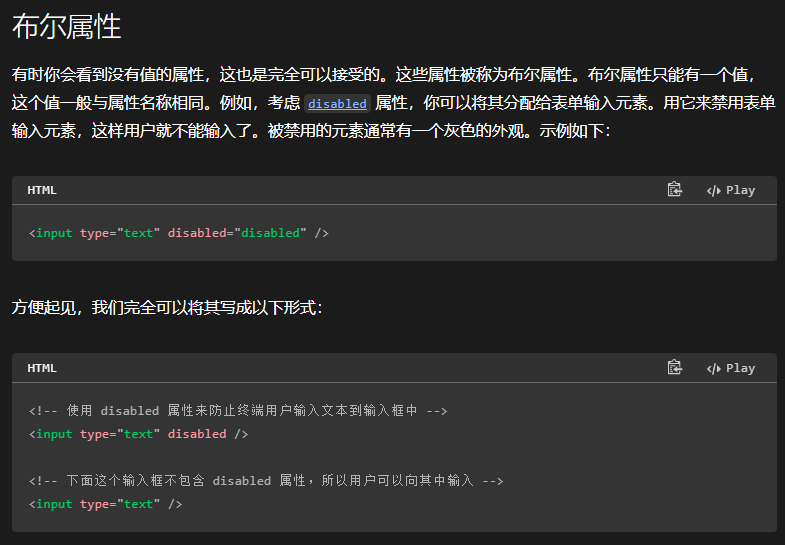 布尔属性
有时你会看到没有值的属性，这也是完全可以接受的。这些属性被称为布尔属性。布尔属性只能有一个值，
这个值一般与属性名称相同。例如，考虑 disabled 属性，你可以将其分配给表单输入元素。用它来禁用表单
输入元素，这样用户就不能输入了。被禁用的元素通常有一个灰色的外观。示例如下：
HTML
</> Play
<input type="text" disabled="disabled" />
方便起见，我们完全可以将其写成以下形式：
HTML
</> Play
<!-- 使用 disabled 属性来防止终端用户输入文本到输入框中 -->
<input type="text" disabled />
<!-- 下面这个输入框不包含 disabled 属性，所以用户可以向其中输入 -->
<input type="text" />